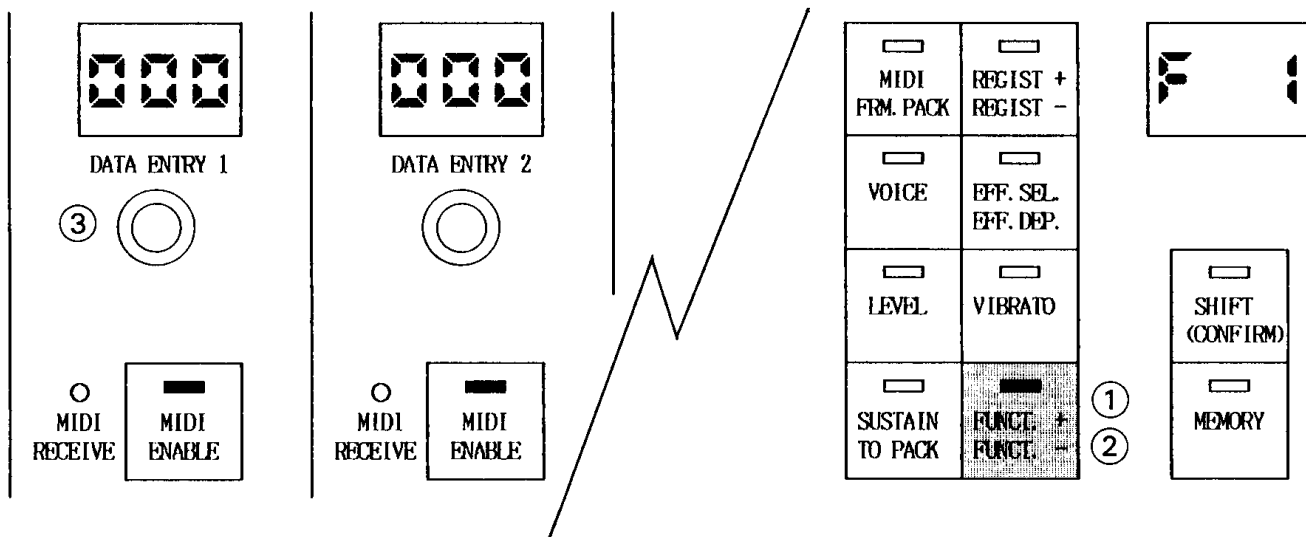 000
DATA ENTRY 1
③
MIDI
RECEIVE
MIDI
ENABLE
000
DATA ENTRY 2
MIDI
RECEIVE
MIDI
ENABLE
MIDI
FRM. PACK
REGIST +
REGIST -
VOICE
EFF. SEL.
EFF. DEP.
LEVEL
VIBRATO
SUSTAIN
TO PACK
FUNCT. +
FUNCT. -
①
②
F 1
SHIFT
(CONFIRM)
MEMORY